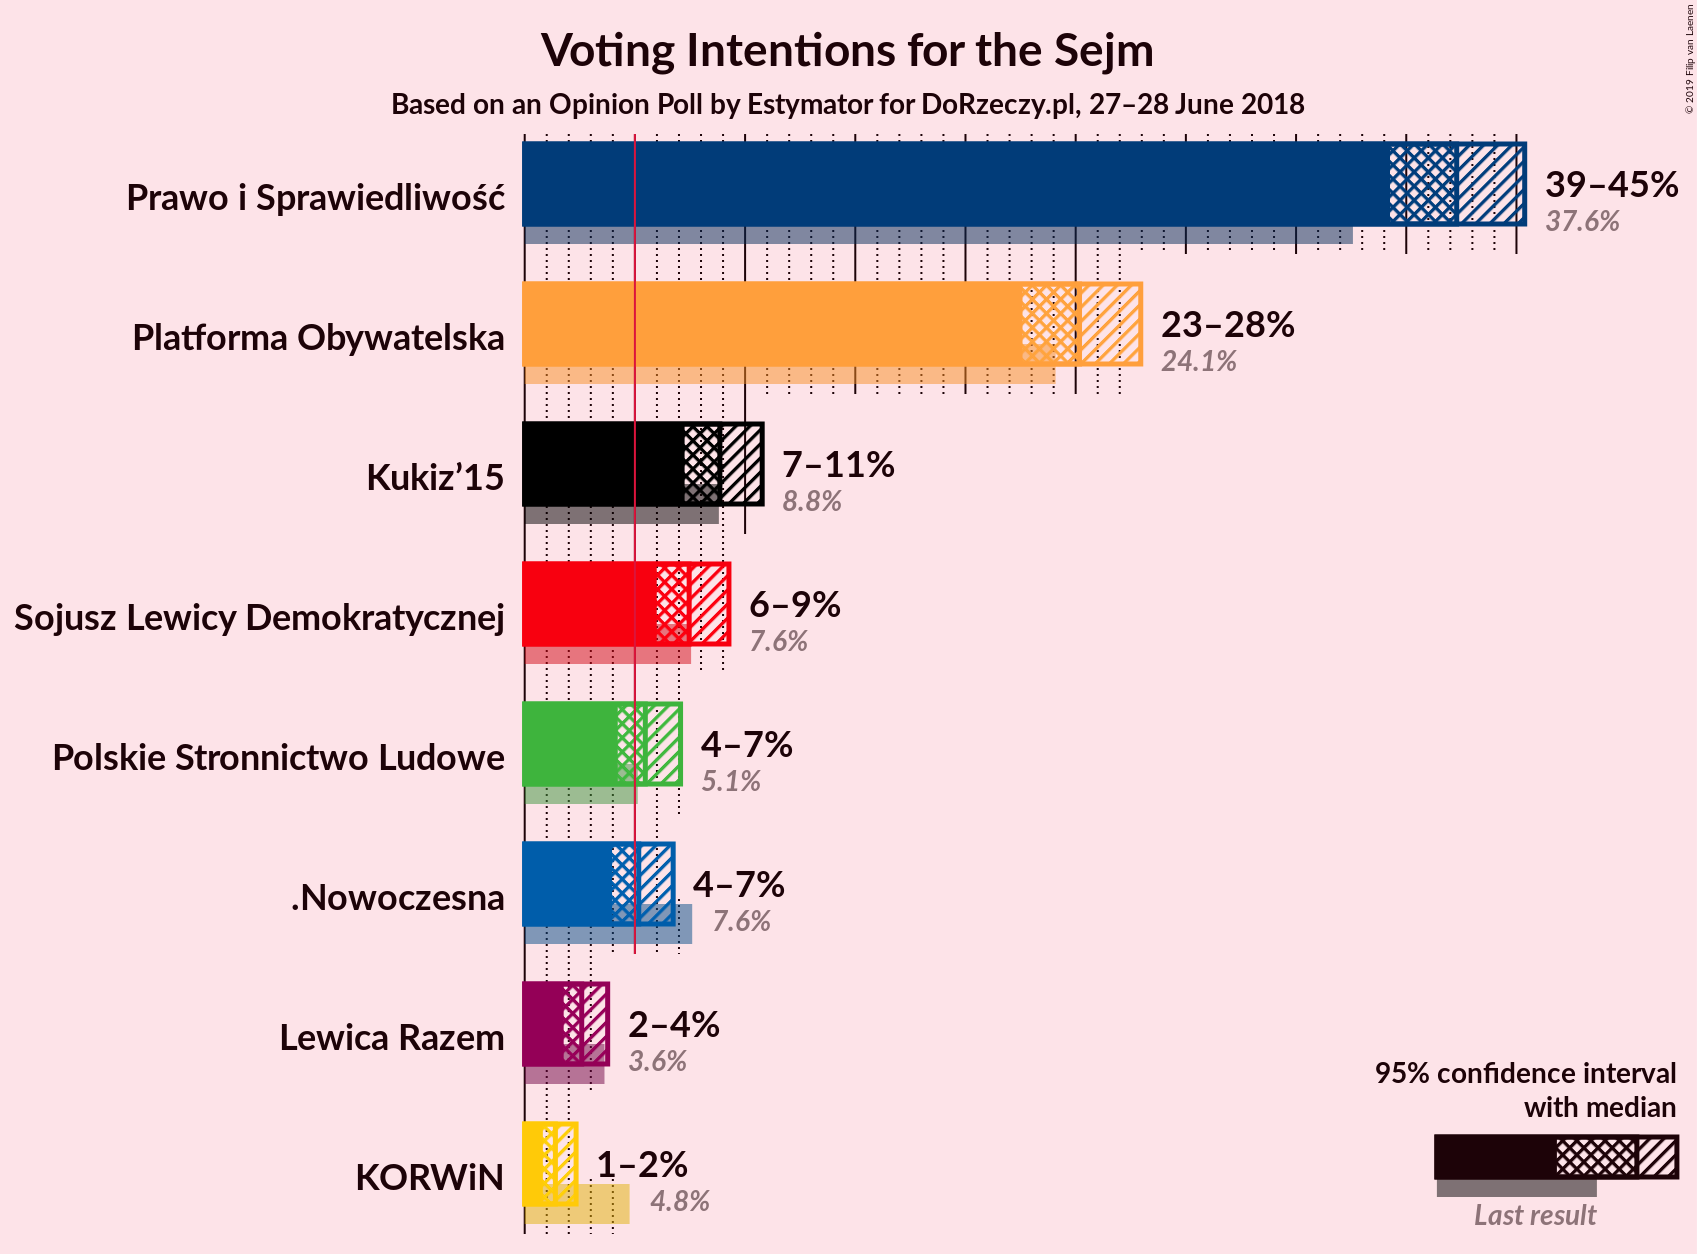 Voting Intentions for the Sejm
Based on an Opinion Poll by Estymator for DoRzeczy.pl, 27–28 June 2018
© 2019 Filip van Laenen
Prawo i Sprawiedliwość
39–45%
37.6%
Platforma Obywatelska
23–28%
24.1%
Kukiz’15
7–11%
8.8%
Sojusz Lewicy Demokratycznej
6–9%
7.6%
Polskie Stronnictwo Ludowe
4–7%
5.1%
.Nowoczesna
4–7%
7.6%
Lewica Razem
2–4%
3.6%
KORWiN
1–2%
4.8%
95% confidence interval
with median
Last result